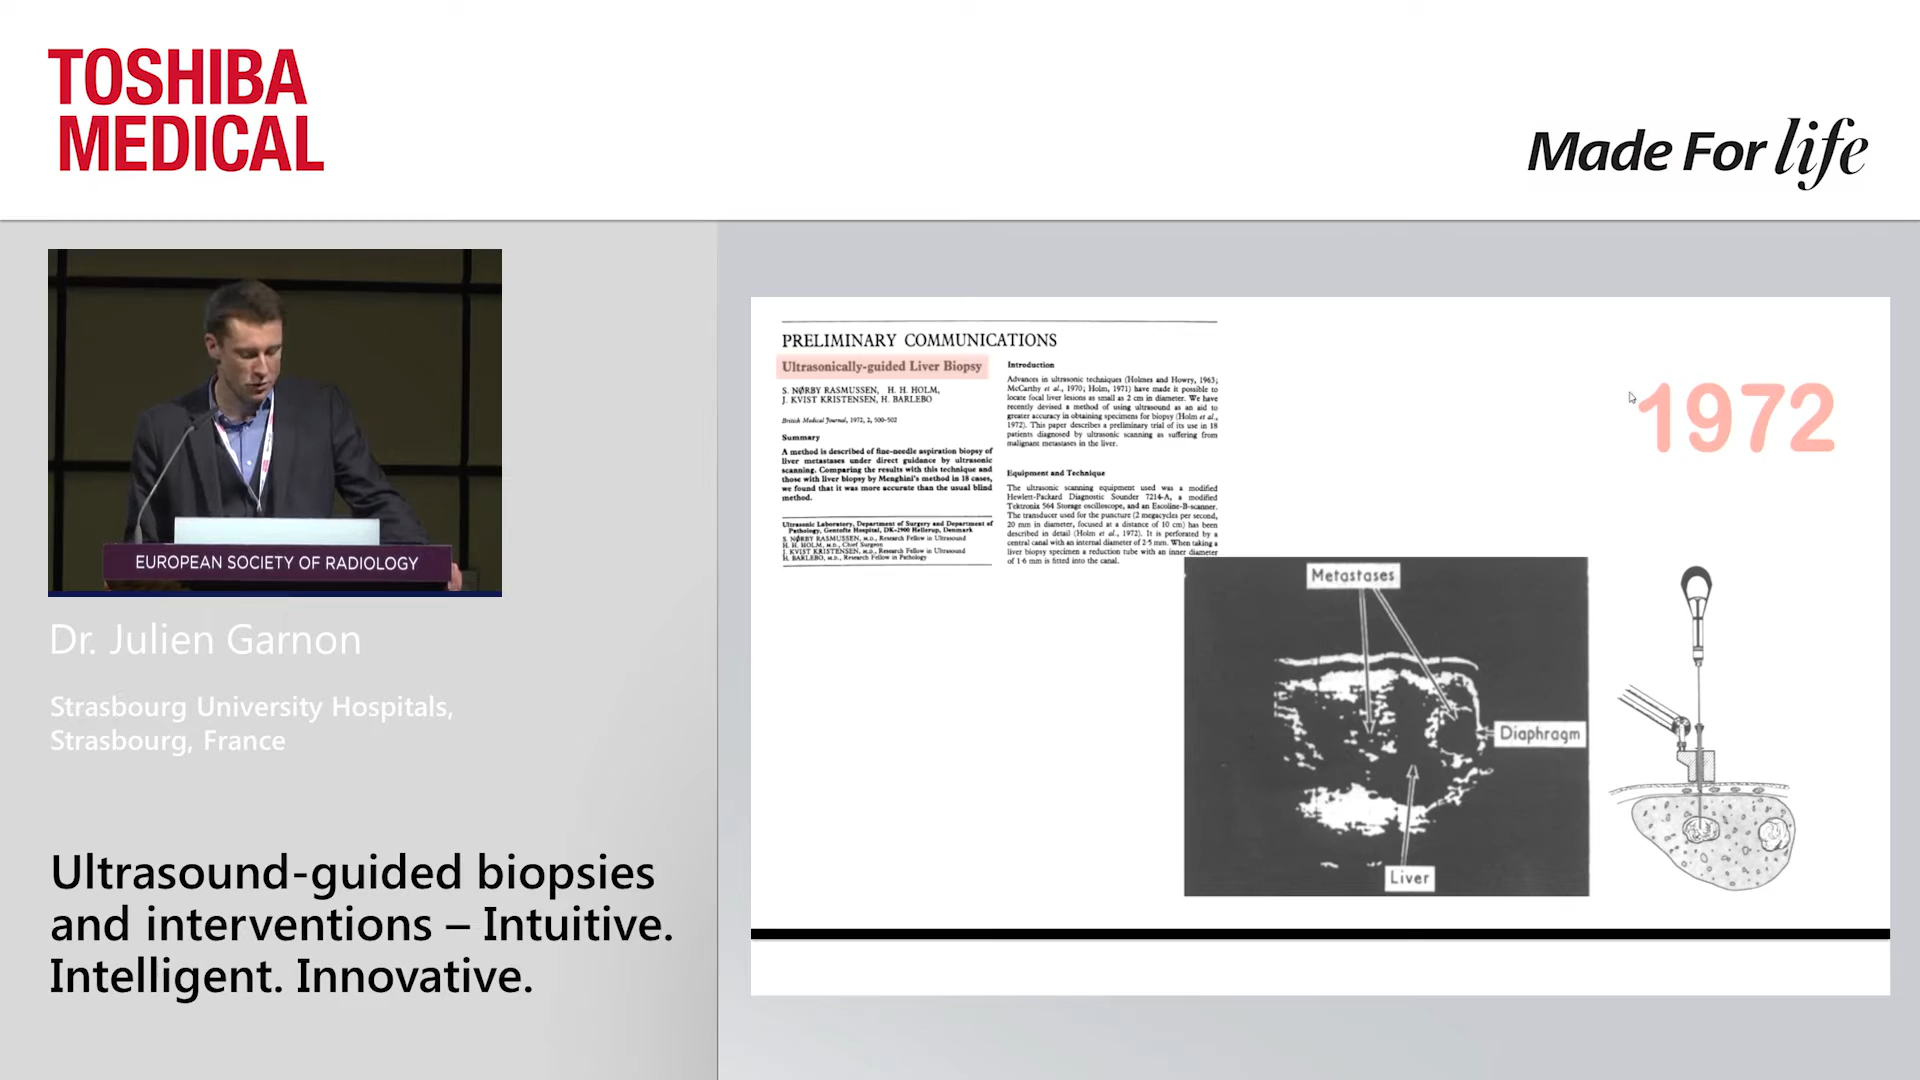 TOSHIBA
MEDICAL
Made For life
EUROPEAN SOCIETY OF RADIOLOGY
Dr. Julien Garnon
Strasbourg University Hospitals,
Strasbourg, France
Ultrasound-guided biopsies
and interventions – Intuitive.
Intelligent. Innovative.
PRELIMINARY COMMUNICATIONS
Ultrasonically-guided Liver Biopsy
S. NØRBY RASMUSSEN, H. H. HOLM,
J. KVIST KRISTENSEN, H. BARLEBO
British Medical Journal, 1972, 2, 500-502
Summary
A method is described of fine-needle aspiration biopsy of
liver metastases under direct guidance by ultrasonic
scanning. Comparing the results with this technique and
those with liver biopsy by Menghini's method in 18 cases,
we found that it was more accurate than the usual blind
method.
Ultrasonic Laboratory, Department of Surgery and Department of
Pathology, Gentofte Hospital, DK-2900 Hellerup, Denmark
S. NØRBY RASMUSSEN, M.D., Research Fellow in Ultrasound
H. H. HOLM, M.D., Chief Surgeon
J. KVIST KRISTENSEN, M.D., Research Fellow in Ultrasound
H. BARLEBO, M.D., Research Fellow in Pathology
Introduction
Advances in ultrasonic techniques (Holmes and Howry, 1963;
McCarthy et al., 1970; Holm, 1971) have made it possible to
locate focal liver lesions as small as 2 cm in diameter. We have
recently devised a method of using ultrasound as an aid to
greater accuracy in obtaining specimens for biopsy (Holm et al.,
1972). This paper describes a preliminary trial of its use in 18
patients diagnosed by ultrasonic scanning as suffering from
malignant metastases in the liver.
Equipment and Technique
The ultrasonic scanning equipment used was a modified
Hewlett-Packard Diagnostic Sounder 7214-A, a modified
Tektronix 564 Storage oscilloscope, and an Escoline-B-scanner.
The transducer used for the puncture (2 megacycles per second,
20 mm in diameter, focused at a distance of 10 cm) has been
described in detail (Holm et al., 1972). It is perforated by a
central canal with an internal diameter of 2·5 mm. When taking a
liver biopsy specimen a reduction tube with an inner diameter
of 1·6 mm is fitted into the canal.
1972
Metastases
Diaphragm
Liver